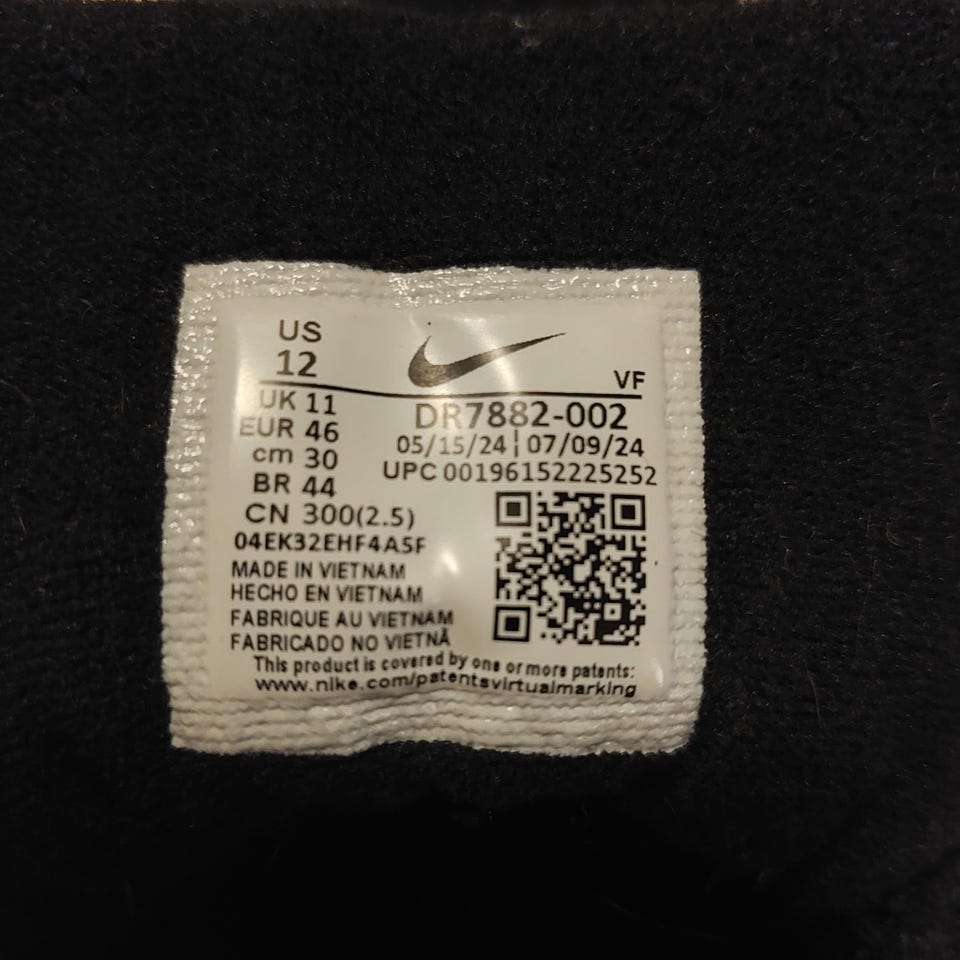 US
12
VF
UK 11
EUR 46
cm 30
BR 44
CN 300(2.5)
DR7882-002
05/15/24 | 07/09/24
UPC 00196152225252
04EK32EHF4A5F
MADE IN VIETNAM
HECHO EN VIETNAM
FABRIQUE AU VIETNAM
FABRICADO NO VIETNÃ
This product is covered by one or more patents:
www.nike.com/patentsvirtualmarking